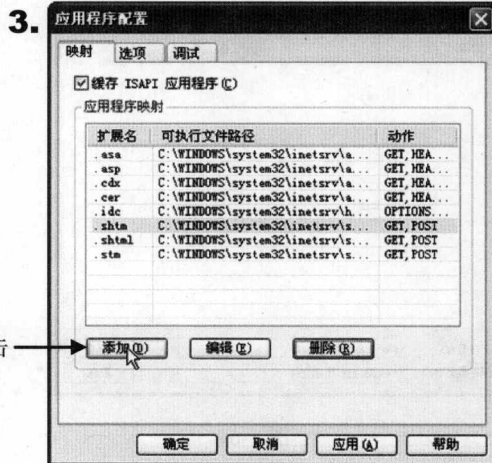 3.
应用程序配置
映射 选项 调试
缓存 ISAPI 应用程序(C)
应用程序映射
扩展名 可执行文件路径 动作
.asa C:\WINDOWS\system32\inetsrv\a... GET,HEA...
.asp C:\WINDOWS\system32\inetsrv\a... GET,HEA...
.cdx C:\WINDOWS\system32\inetsrv\a... GET,HEA...
.cer C:\WINDOWS\system32\inetsrv\a... GET,HEA...
.idc C:\WINDOWS\system32\inetsrv\h... OPTIONS...
.shtm C:\WINDOWS\system32\inetsrv\s... GET,POST
.shtml C:\WINDOWS\system32\inetsrv\s... GET,POST
.stm C:\WINDOWS\system32\inetsrv\s... GET,POST
添加(D) 编辑(E) 删除(R)
确定 取消 应用(A) 帮助